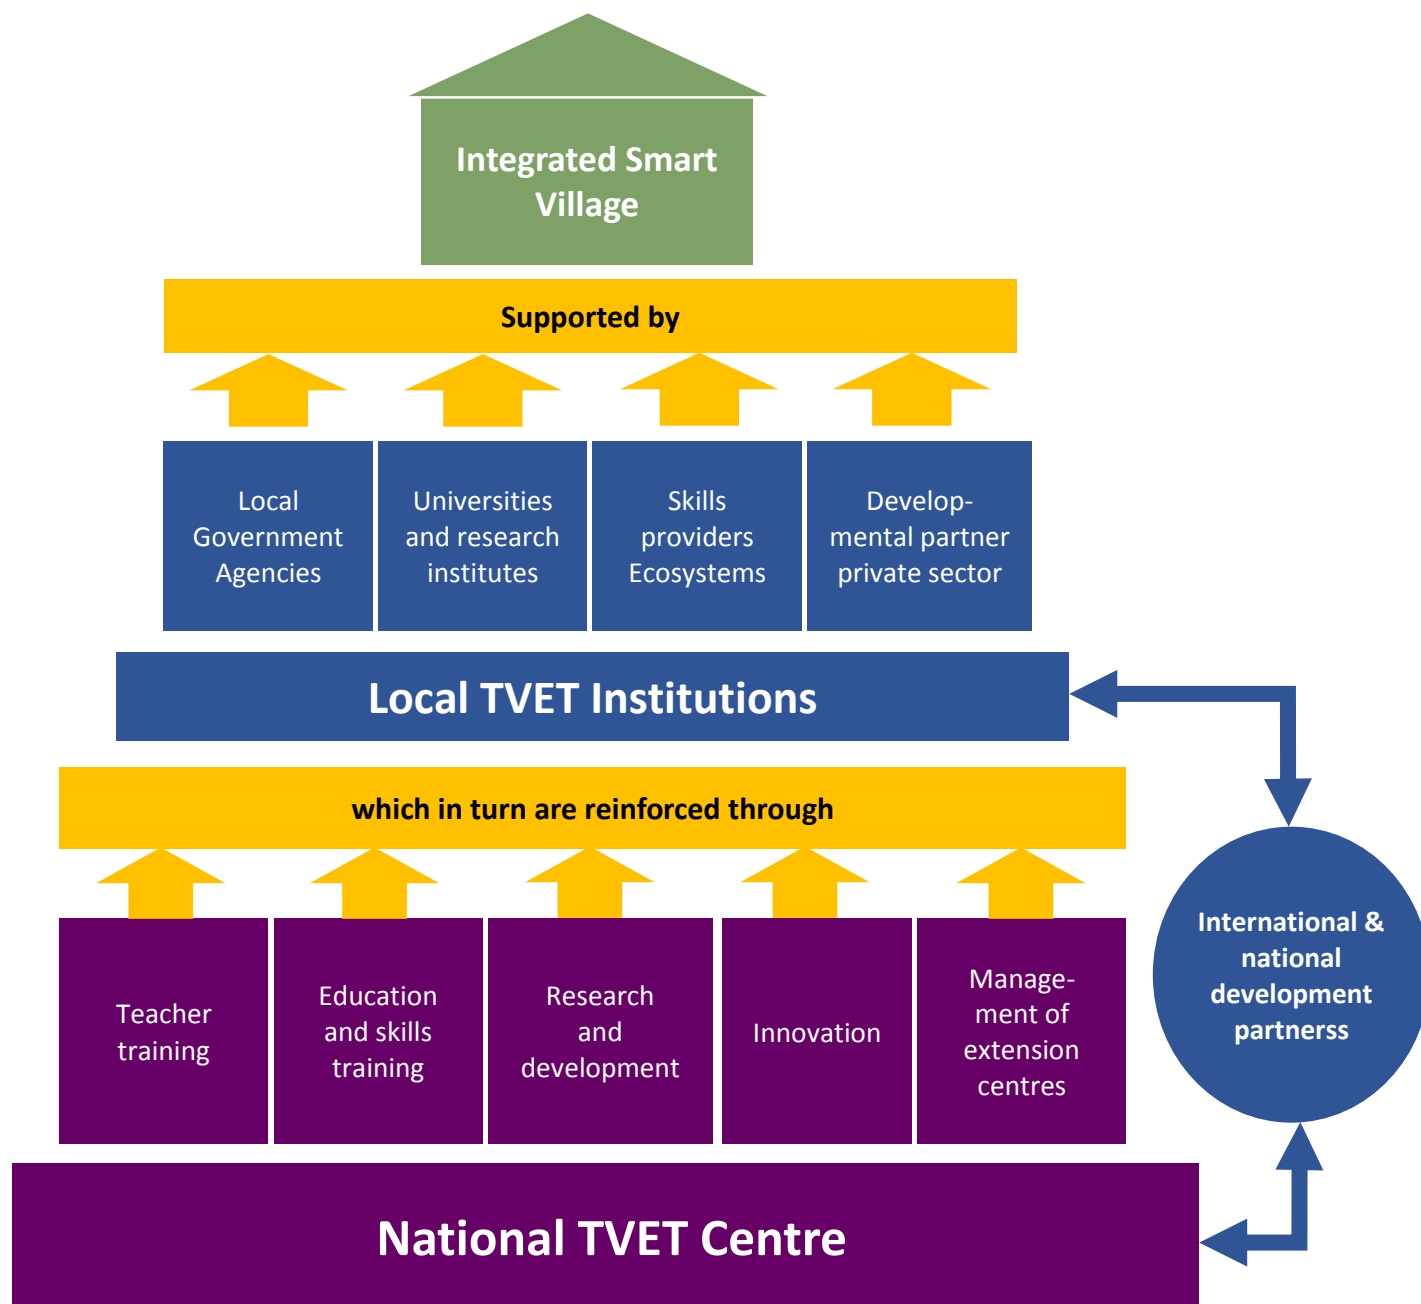 Integrated Smart
Village
Supported by
Local
Government
Agencies
Universities
and research
institutes
Skills
providers
Ecosystems
Develop-
mental partner
private sector
Local TVET Institutions
which in turn are reinforced through
Teacher
training
Education
and skills
training
Research
and
development
Innovation
Manage-
ment of
extension
centres
International &
national
development
partnerss
National TVET Centre